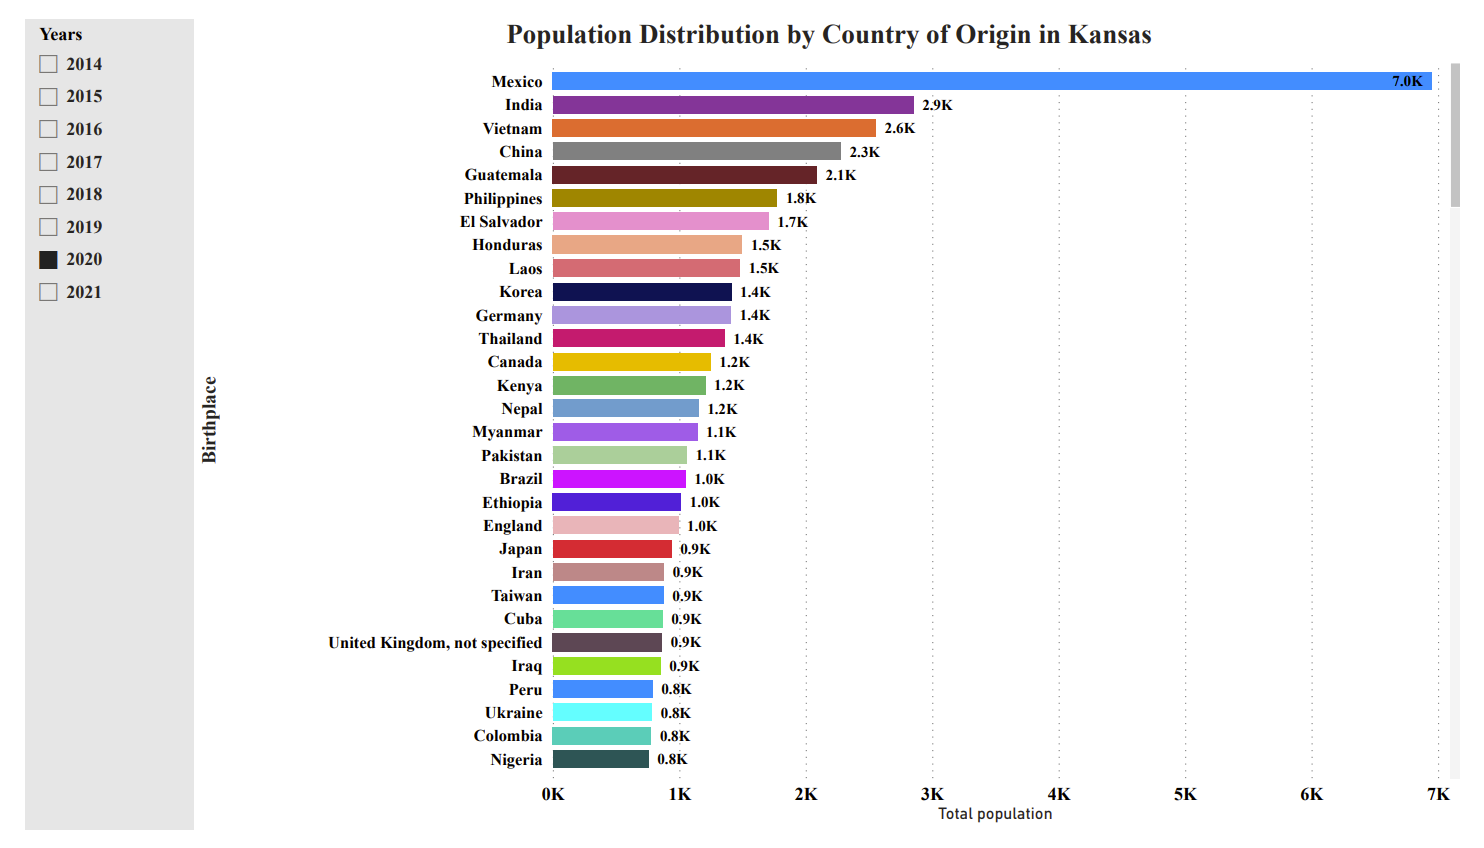 Years
2014
2015
2016
2017
2018
2019
2020
2021
Population Distribution by Country of Origin in Kansas
Birthplace
Mexico 7.0K
India 2.9K
Vietnam 2.6K
China 2.3K
Guatemala 2.1K
Philippines 1.8K
El Salvador 1.7K
Honduras 1.5K
Laos 1.5K
Korea 1.4K
Germany 1.4K
Thailand 1.4K
Canada 1.2K
Kenya 1.2K
Nepal 1.2K
Myanmar 1.1K
Pakistan 1.1K
Brazil 1.0K
Ethiopia 1.0K
England 1.0K
Japan 0.9K
Iran 0.9K
Taiwan 0.9K
Cuba 0.9K
United Kingdom, not specified 0.9K
Iraq 0.9K
Peru 0.8K
Ukraine 0.8K
Colombia 0.8K
Nigeria 0.8K
0K 1K 2K 3K 4K 5K 6K 7K
Total population